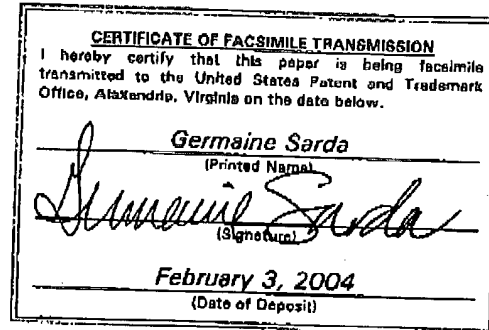 CERTIFICATE OF FACSIMILE TRANSMISSION
I hereby certify that this paper is being facsimile
transmitted to the United States Patent and Trademark
Office, Alexandria, Virginia on the date below.
Germaine Sarda
(Printed Name)
Germaine Sarda
(Signature)
February 3, 2004
(Date of Deposit)